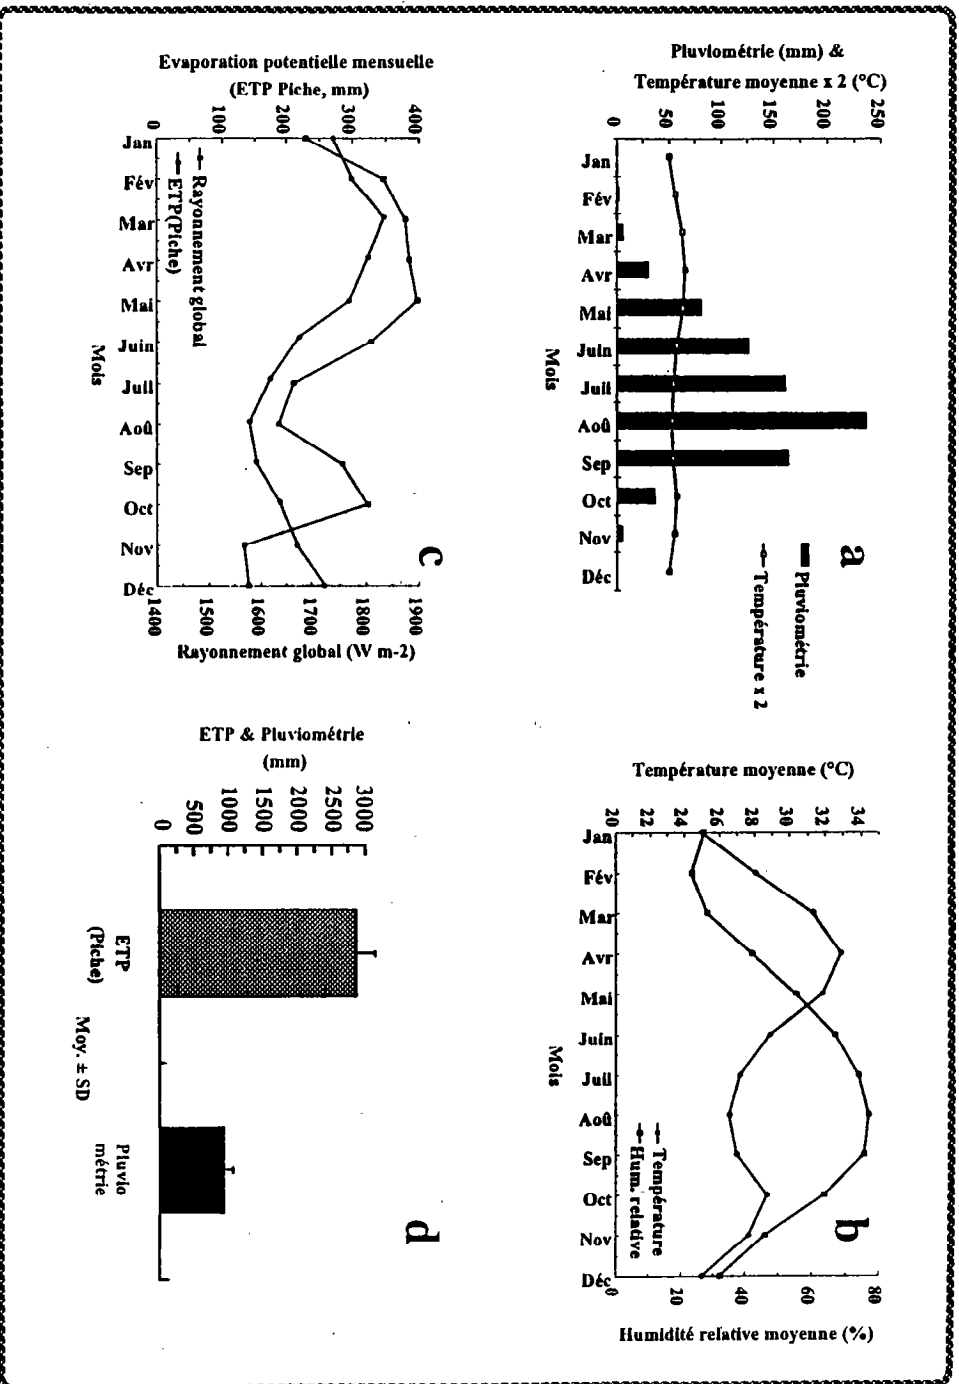 Pluviométrie (mm) &
Température moyenne x 2 (°C)
0
50
100
150
200
250
Jan
Fév
Mar
Avr
Mai
Juin
Juil
Aoû
Sep
Oct
Nov
Déc
Mois
a
Pluviométrie
Température x 2
Température moyenne (°C)
20
22
24
26
28
30
32
34
Jan
Fév
Mar
Avr
Mai
Juin
Juil
Aoû
Sep
Oct
Nov
Déc
Mois
b
Température
Hum. relative
0
20
40
60
80
Humidité relative moyenne (%)
Evaporation potentielle mensuelle
(ETP Piche, mm)
0
100
200
300
400
Jan
Fév
Mar
Avr
Mai
Juin
Juil
Aoû
Sep
Oct
Nov
Déc
Mois
Rayonnement global
ETP(Piche)
c
1400
1500
1600
1700
1800
1900
Rayonnement global (W m-2)
ETP & Pluviométrie
(mm)
0
500
1000
1500
2000
2500
3000
ETP
(Piche)
Pluvio
métrie
Moy. ± SD
d